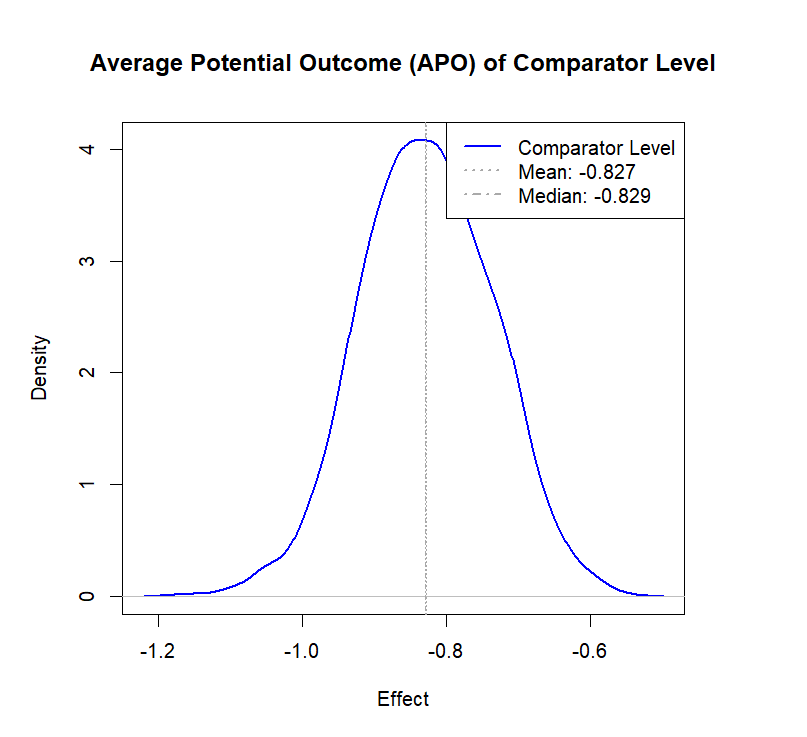 Average Potential Outcome (APO) of Comparator Level
Comparator Level
Mean: -0.827
Median: -0.829
4
3
2
1
0
Density
-1.2
-1.0
-0.8
-0.6
Effect